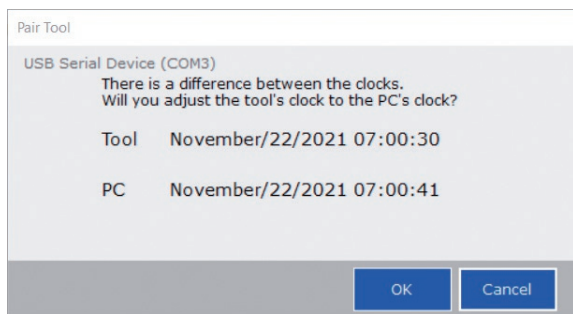 Pair Tool
USB Serial Device (COM3)
There is a difference between the clocks.
Will you adjust the tool's clock to the PC's clock?
Tool November/22/2021 07:00:30
PC November/22/2021 07:00:41
OK Cancel